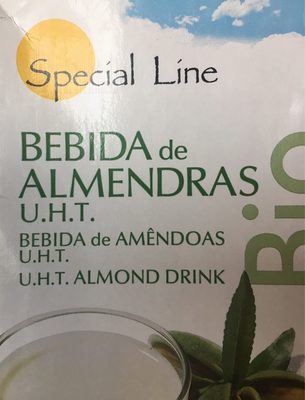 Special Line
BEBIDA de
ALMENDRAS
U.H.T.
BEBIDA de AMÊNDOAS
U.H.T.
U.H.T. ALMOND DRINK
Bio